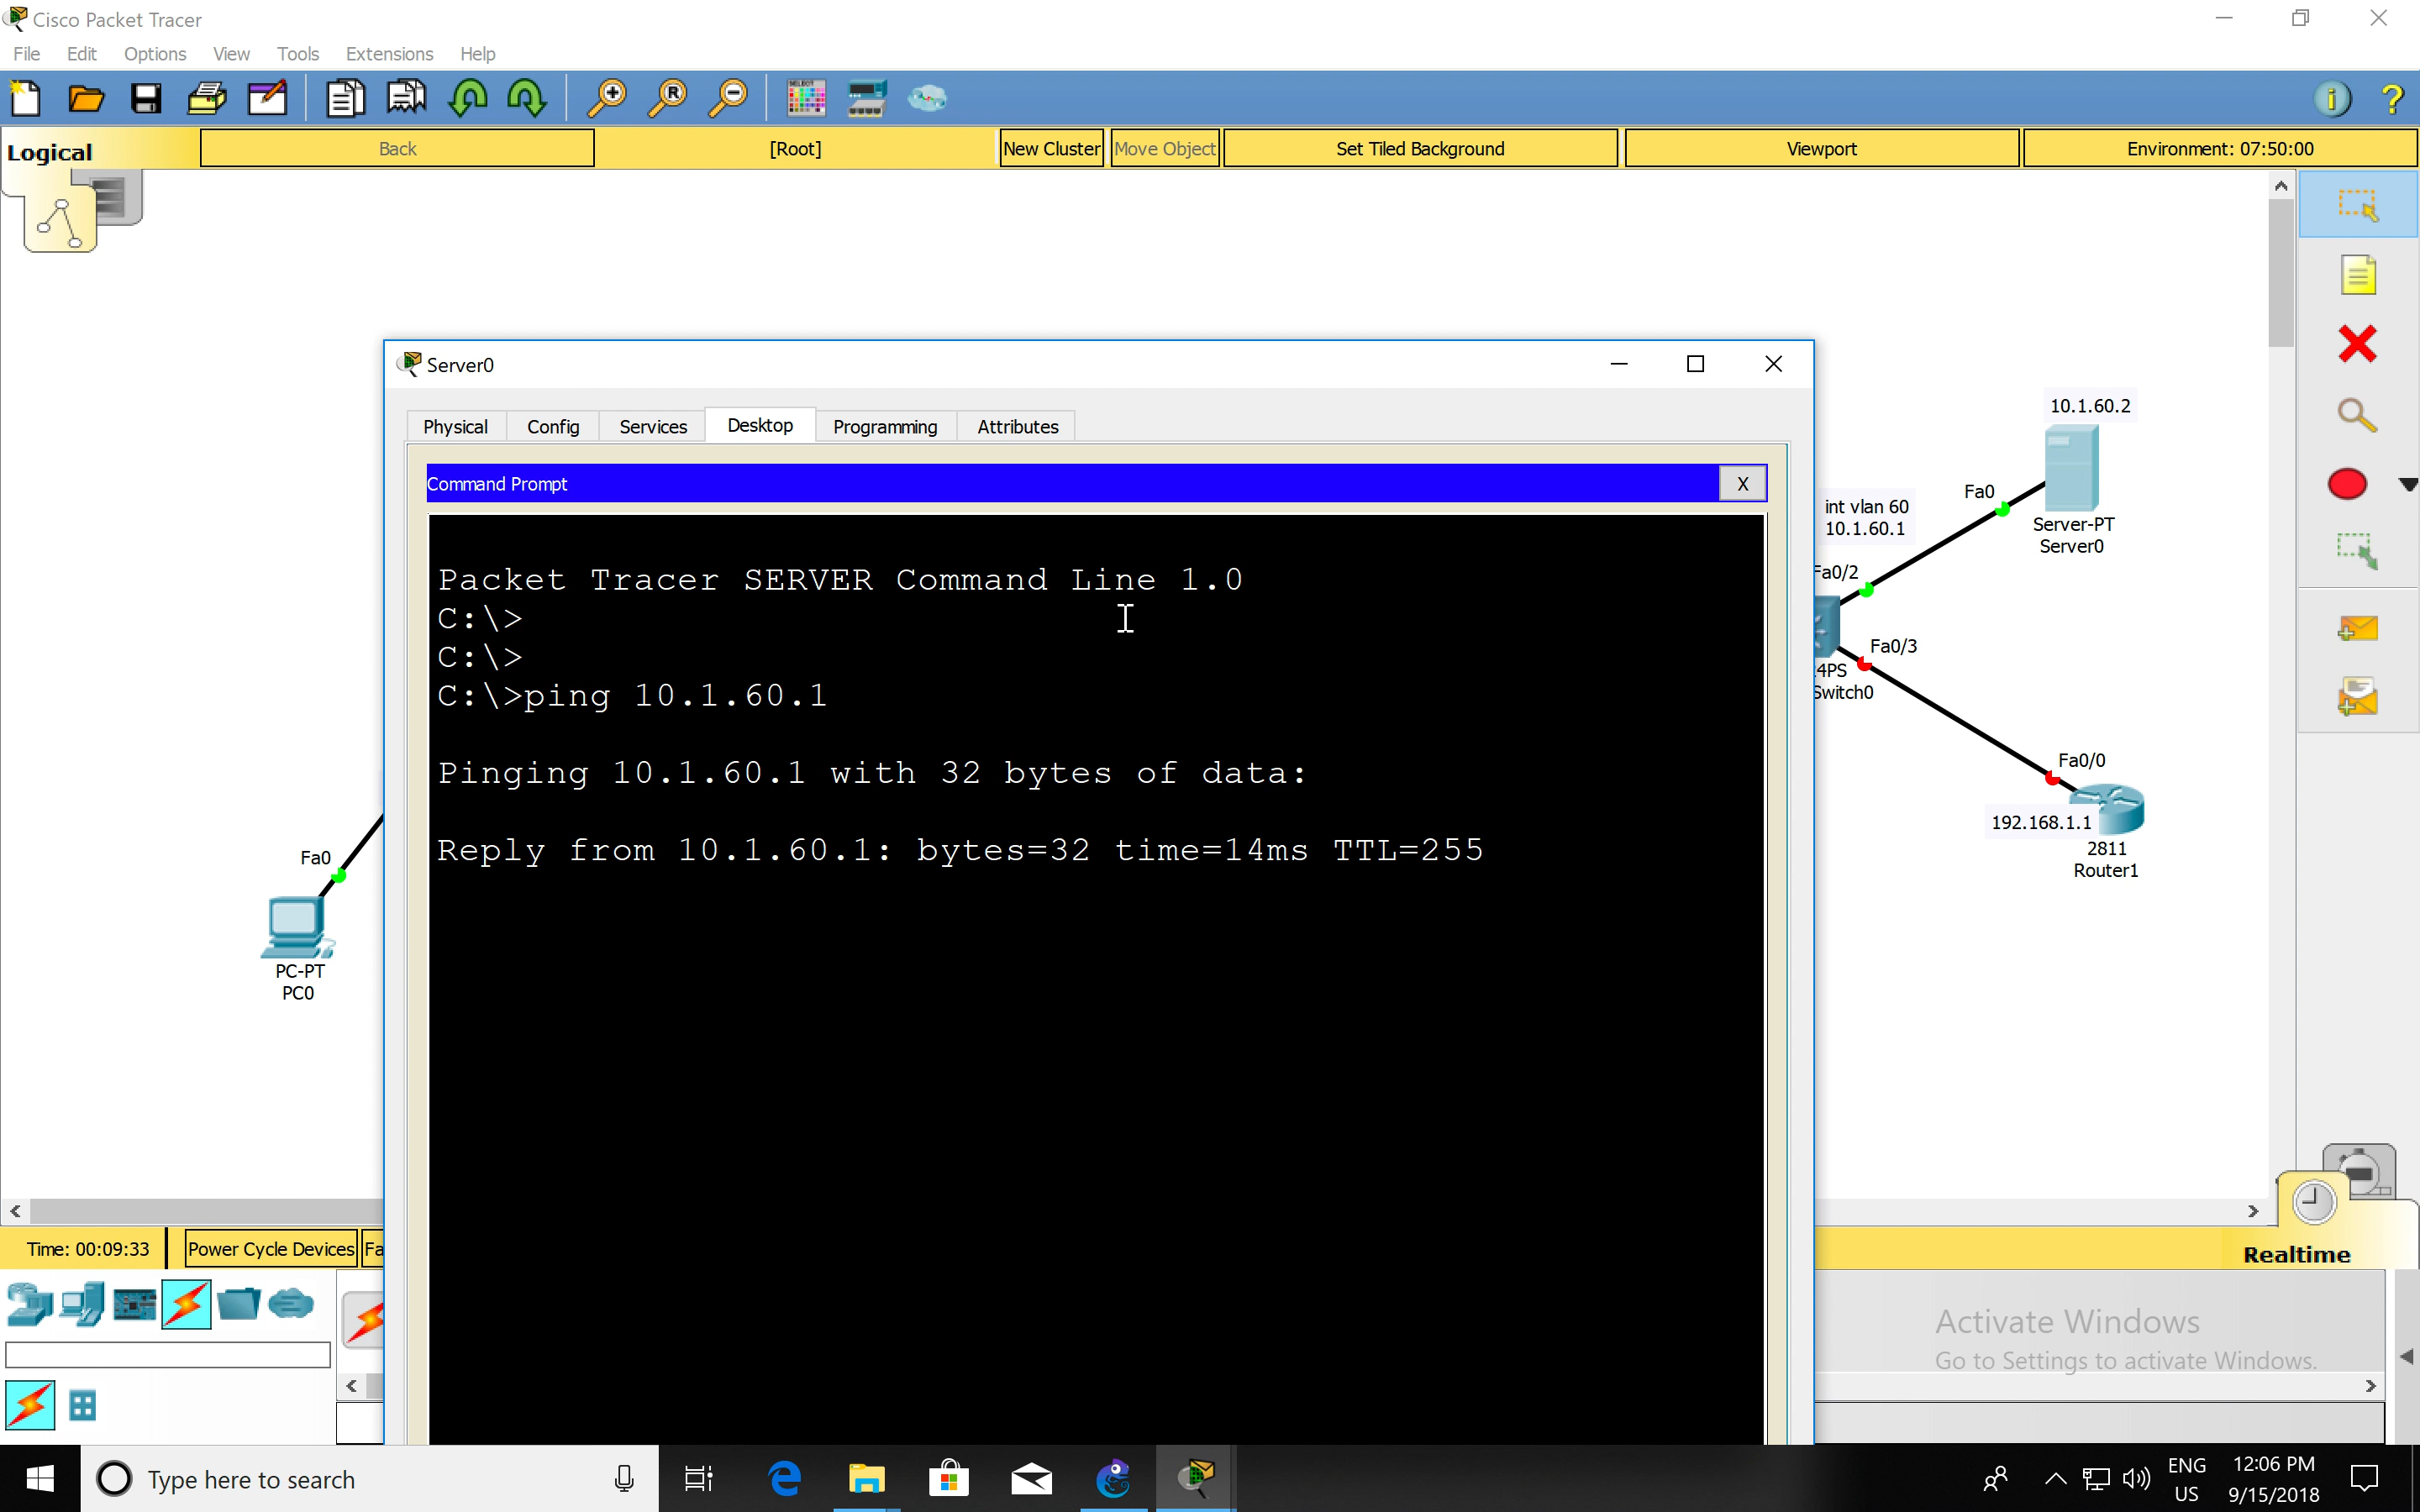 Cisco Packet Tracer
File Edit Options View Tools Extensions Help
Logical
Back
[Root]
New Cluster
Move Object
Set Tiled Background
Viewport
Environment: 07:50:00
Server0
Physical Config Services Desktop Programming Attributes
Command Prompt
X
Packet Tracer SERVER Command Line 1.0
C:\>
C:\>
C:\>ping 10.1.60.1
Pinging 10.1.60.1 with 32 bytes of data:
Reply from 10.1.60.1: bytes=32 time=14ms TTL=255
10.1.60.2
Fa0
Server-PT
Server0
int vlan 60
10.1.60.1
Fa0/2
Fa0/3
4PS
Switch0
Fa0/0
192.168.1.1
2811
Router1
Fa0
PC-PT
PC0
Time: 00:09:33
Power Cycle Devices
Fa
Realtime
Activate Windows
Go to Settings to activate Windows.
Type here to search
ENG
US
12:06 PM
9/15/2018